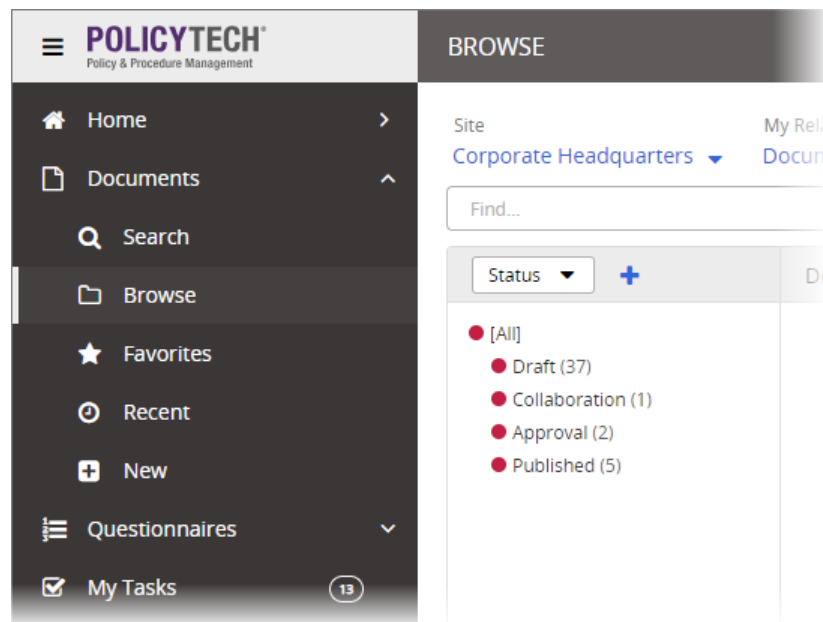 POLICYTECH®
Policy & Procedure Management
BROWSE
Home
Documents
Search
Browse
Favorites
Recent
New
Questionnaires
My Tasks
13
Site
My
Corporate Headquarters
Find...
Status
[All]
Draft (37)
Collaboration (1)
Approval (2)
Published (5)